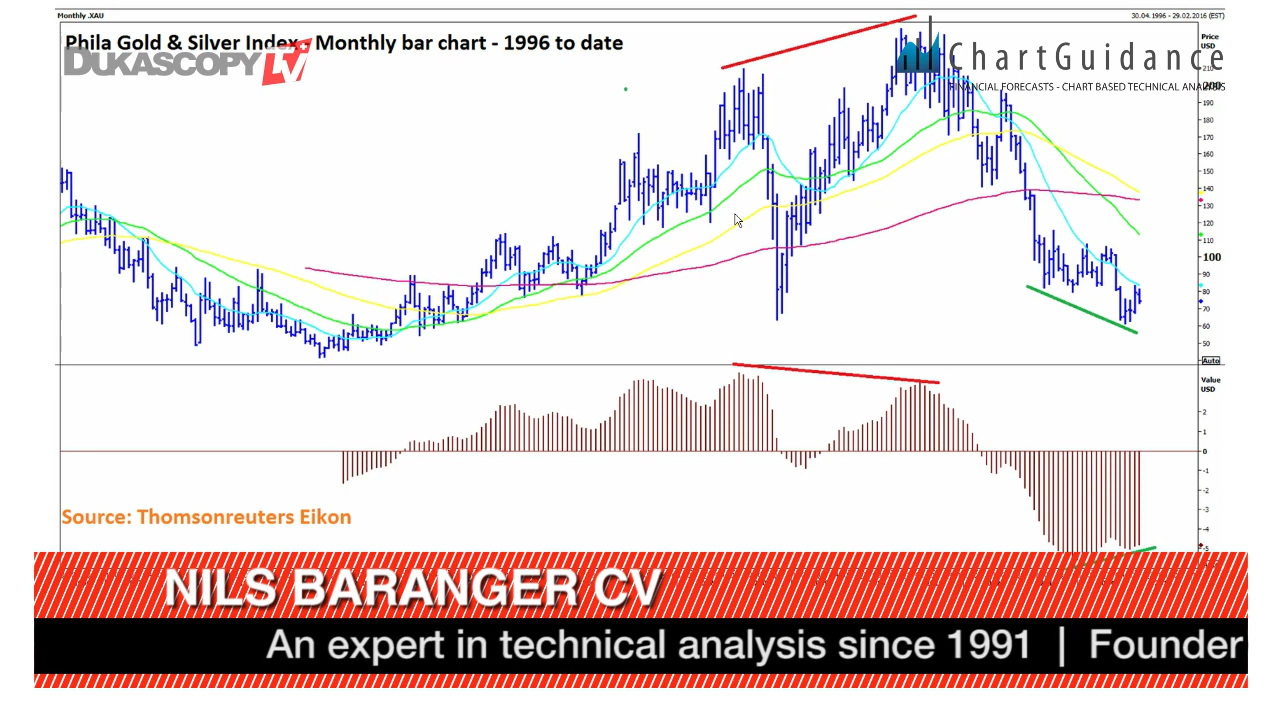 Monthly .XAU
30.04.1996 - 29.02.2016 (EST)
Phila Gold & Silver Index - Monthly bar chart - 1996 to date
DUKASCOPY TV
ChartGuidance
FINANCIAL FORECASTS - CHART BASED TECHNICAL ANALYSIS
Price
USD
210
200
190
180
170
160
150
140
130
120
110
100
90
80
70
60
50
Auto
Value
USD
2
1
0
-1
-2
-3
-4
-5
Source: Thomsonreuters Eikon
NILS BARANGER CV
An expert in technical analysis since 1991 | Founder